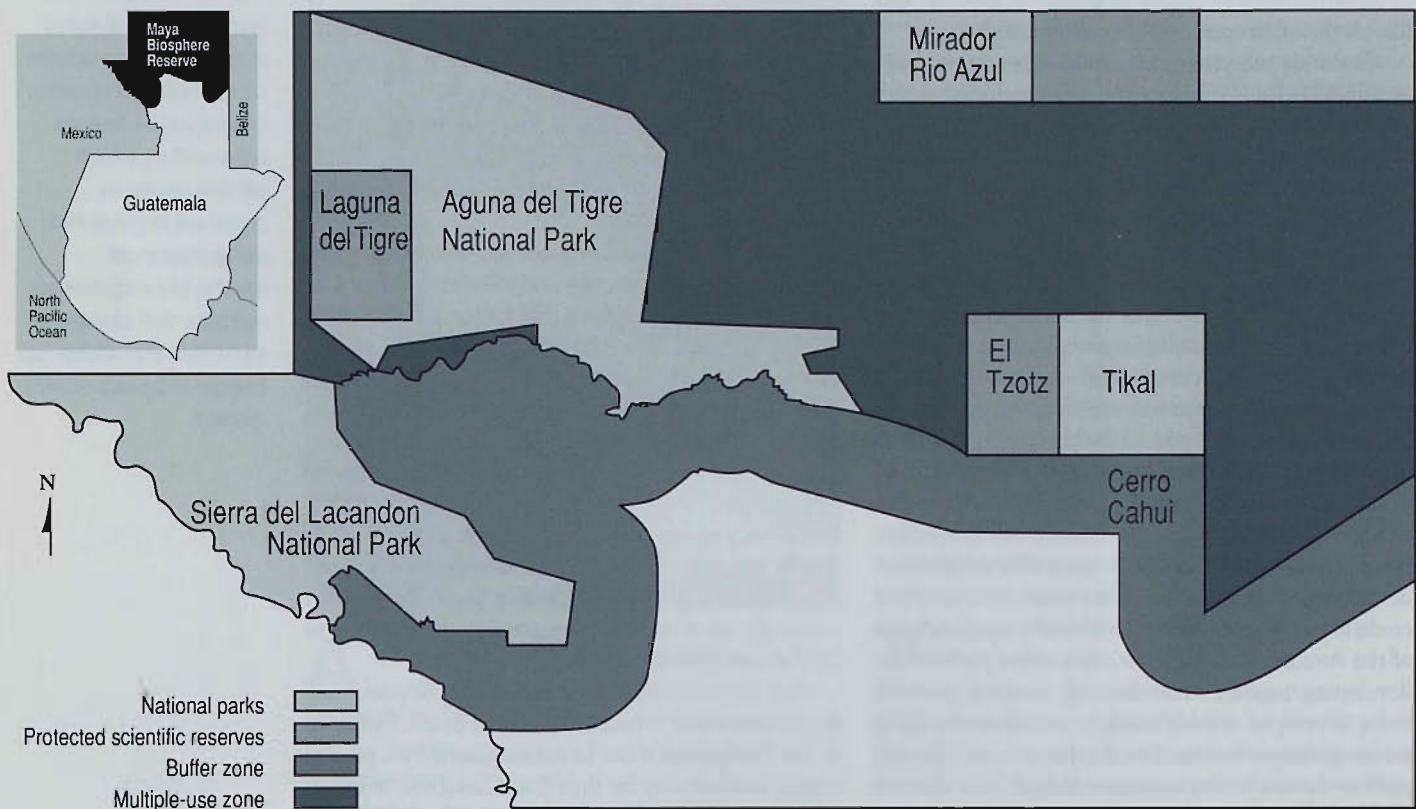 Maya
Biosphere
Reserve
Mexico
Belize
Guatemala
North
Pacific
Ocean
Mirador
Rio Azul
Laguna
del Tigre
Aguna del Tigre
National Park
El
Tzotz
Tikal
Cerro
Cahui
N
Sierra del Lacandon
National Park
National parks
Protected scientific reserves
Buffer zone
Multiple-use zone